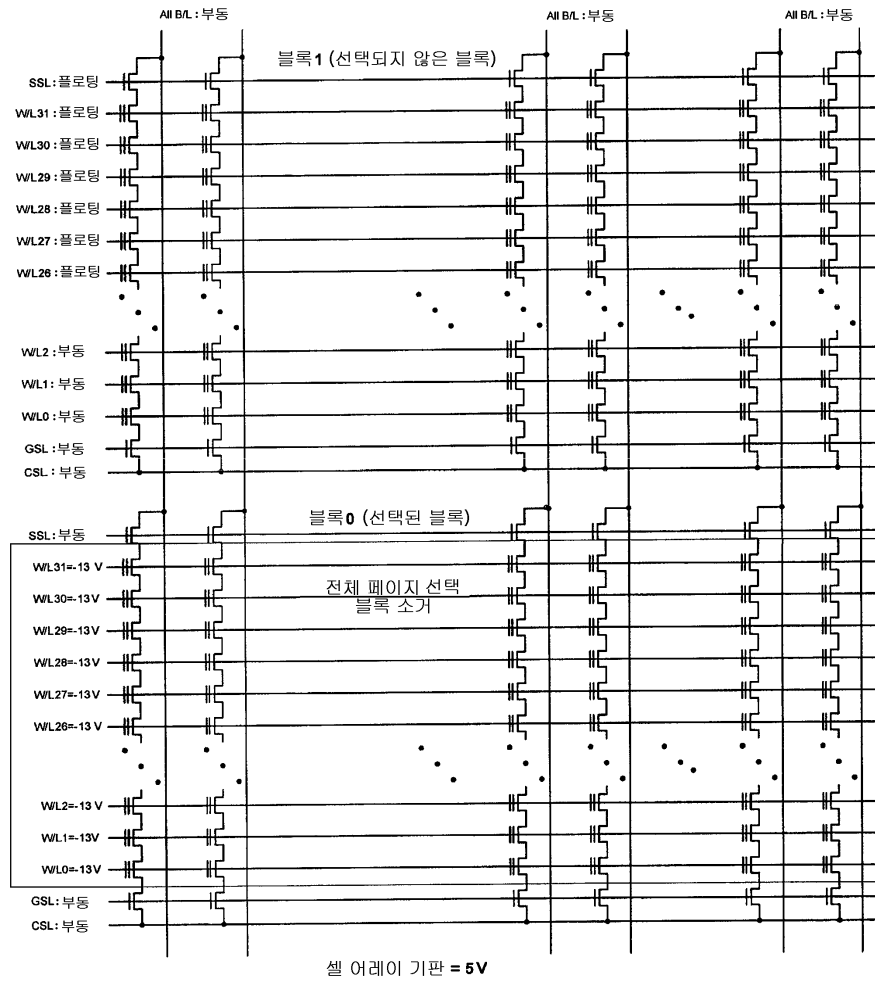 All B/L : 부동
All B/L : 부동
All B/L : 부동
블록1 (선택되지 않은 블록)
SSL: 플로팅
W/L31: 플로팅
W/L30: 플로팅
W/L29: 플로팅
W/L28: 플로팅
W/L27: 플로팅
W/L26: 플로팅
W/L2: 부동
W/L1: 부동
W/L0: 부동
GSL: 부동
CSL: 부동
블록0 (선택된 블록)
SSL: 부동
W/L31=-13 V
전체 페이지 선택
W/L30=-13V
블록 소거
W/L29=-13V
W/L28=-13V
W/L27=-13V
W/L26=-13 V
W/L2=-13 V
W/L1=-13V
W/L0=-13V
GSL: 부동
CSL: 부동
셀 어레이 기판 = 5V